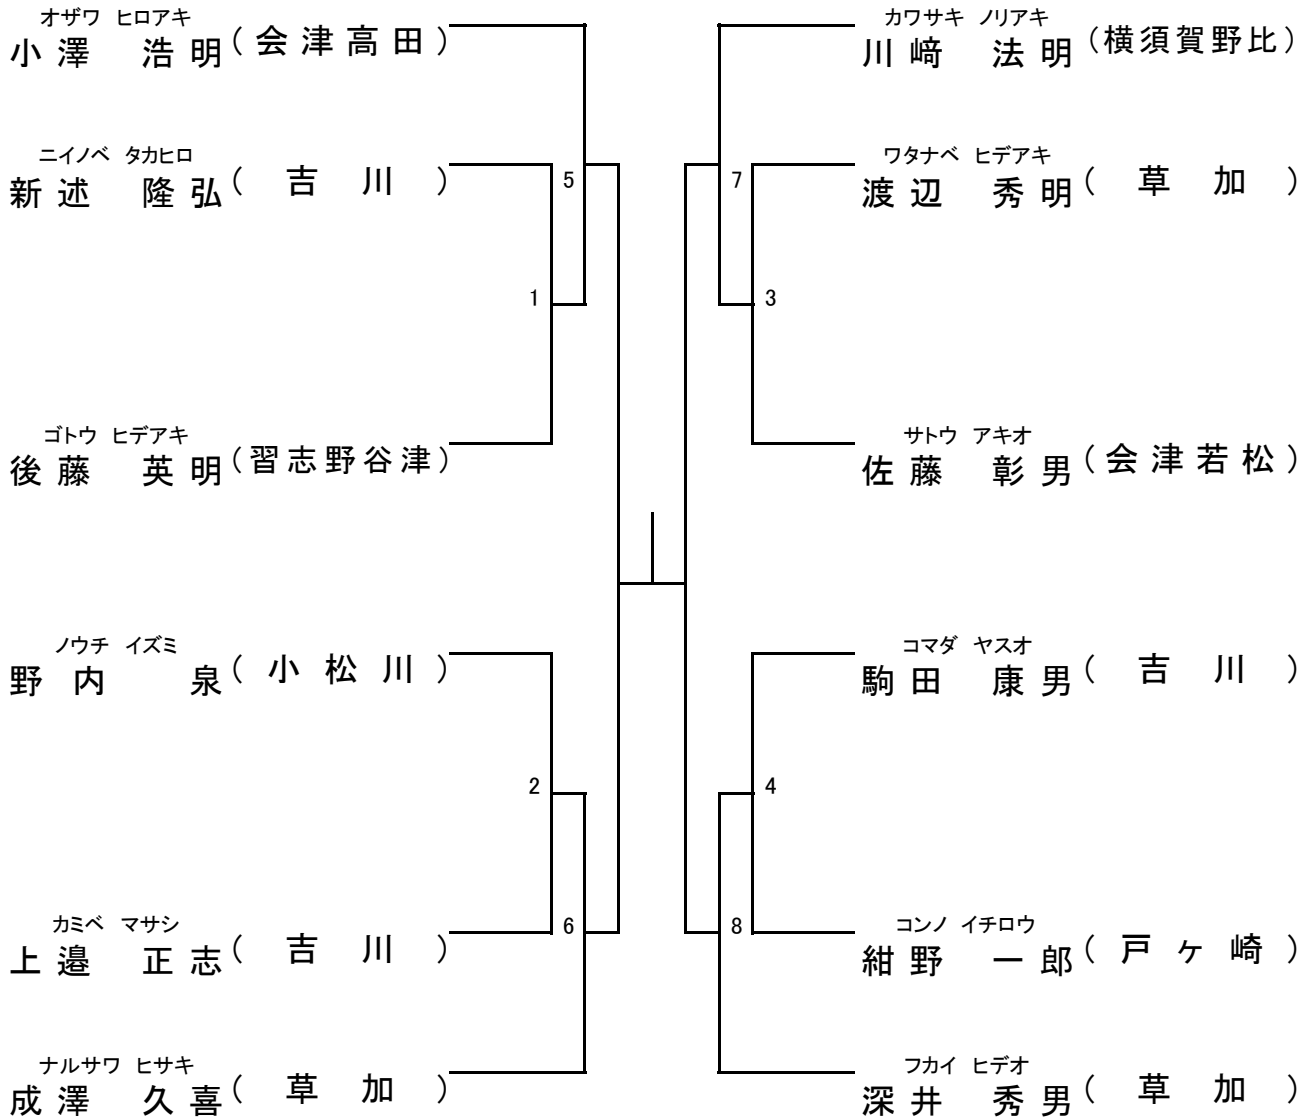 オザワ ヒロアキ
小澤 浩明 (会津高田)
ニイノベ タカヒロ
新述 隆弘 (吉川)
5
1
ゴトウ ヒデアキ
後藤 英明 (習志野谷津)
ノウチ イズミ
野内 泉 (小松川)
2
カミベ マサシ
上邉 正志 (吉川)
6
ナルサワ ヒサキ
成澤 久喜 (草加)
カワサキ ノリアキ
川﨑 法明 (横須賀野比)
ワタナベ ヒデアキ
渡辺 秀明 (草加)
7
3
サトウ アキオ
佐藤 彰男 (会津若松)
コマダ ヤスオ
駒田 康男 (吉川)
4
コンノ イチロウ
紺野 一郎 (戸ヶ崎)
8
フカイ ヒデオ
深井 秀男 (草加)